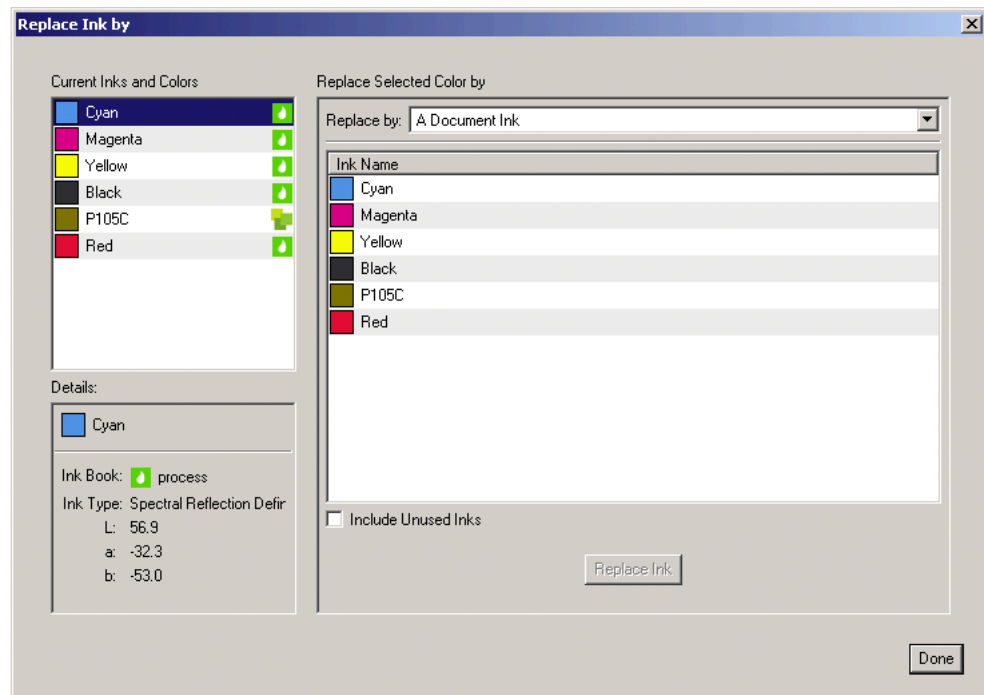 Replace Ink by
Current Inks and Colors
Cyan
Magenta
Yellow
Black
P105C
Red
Details:
Cyan
Ink Book: process
Ink Type: Spectral Reflection Defir
L: 56.9
a: -32.3
b: -53.0
Replace Selected Color by
Replace by: A Document Ink
Ink Name
Cyan
Magenta
Yellow
Black
P105C
Red
Include Unused Inks
Replace Ink
Done